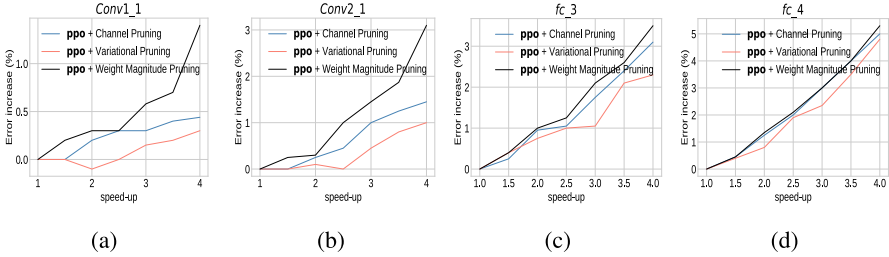 Conv1_1
Error increase (%)
1.0
0.5
0.0
ppo + Channel Pruning
ppo + Variational Pruning
ppo + Weight Magnitude Pruning
1 2 3 4
speed-up
(a)
Conv2_1
Error increase (%)
3
2
1
0
ppo + Channel Pruning
ppo + Variational Pruning
ppo + Weight Magnitude Pruning
1 2 3 4
speed-up
(b)
fc_3
Error increase (%)
3
2
1
0
ppo + Channel Pruning
ppo + Variational Pruning
ppo + Weight Magnitude Pruning
1.0 1.5 2.0 2.5 3.0 3.5 4.0
speed-up
(c)
fc_4
Error increase (%)
5
4
3
2
1
0
ppo + Channel Pruning
ppo + Variational Pruning
ppo + Weight Magnitude Pruning
1.0 1.5 2.0 2.5 3.0 3.5 4.0
speed-up
(d)